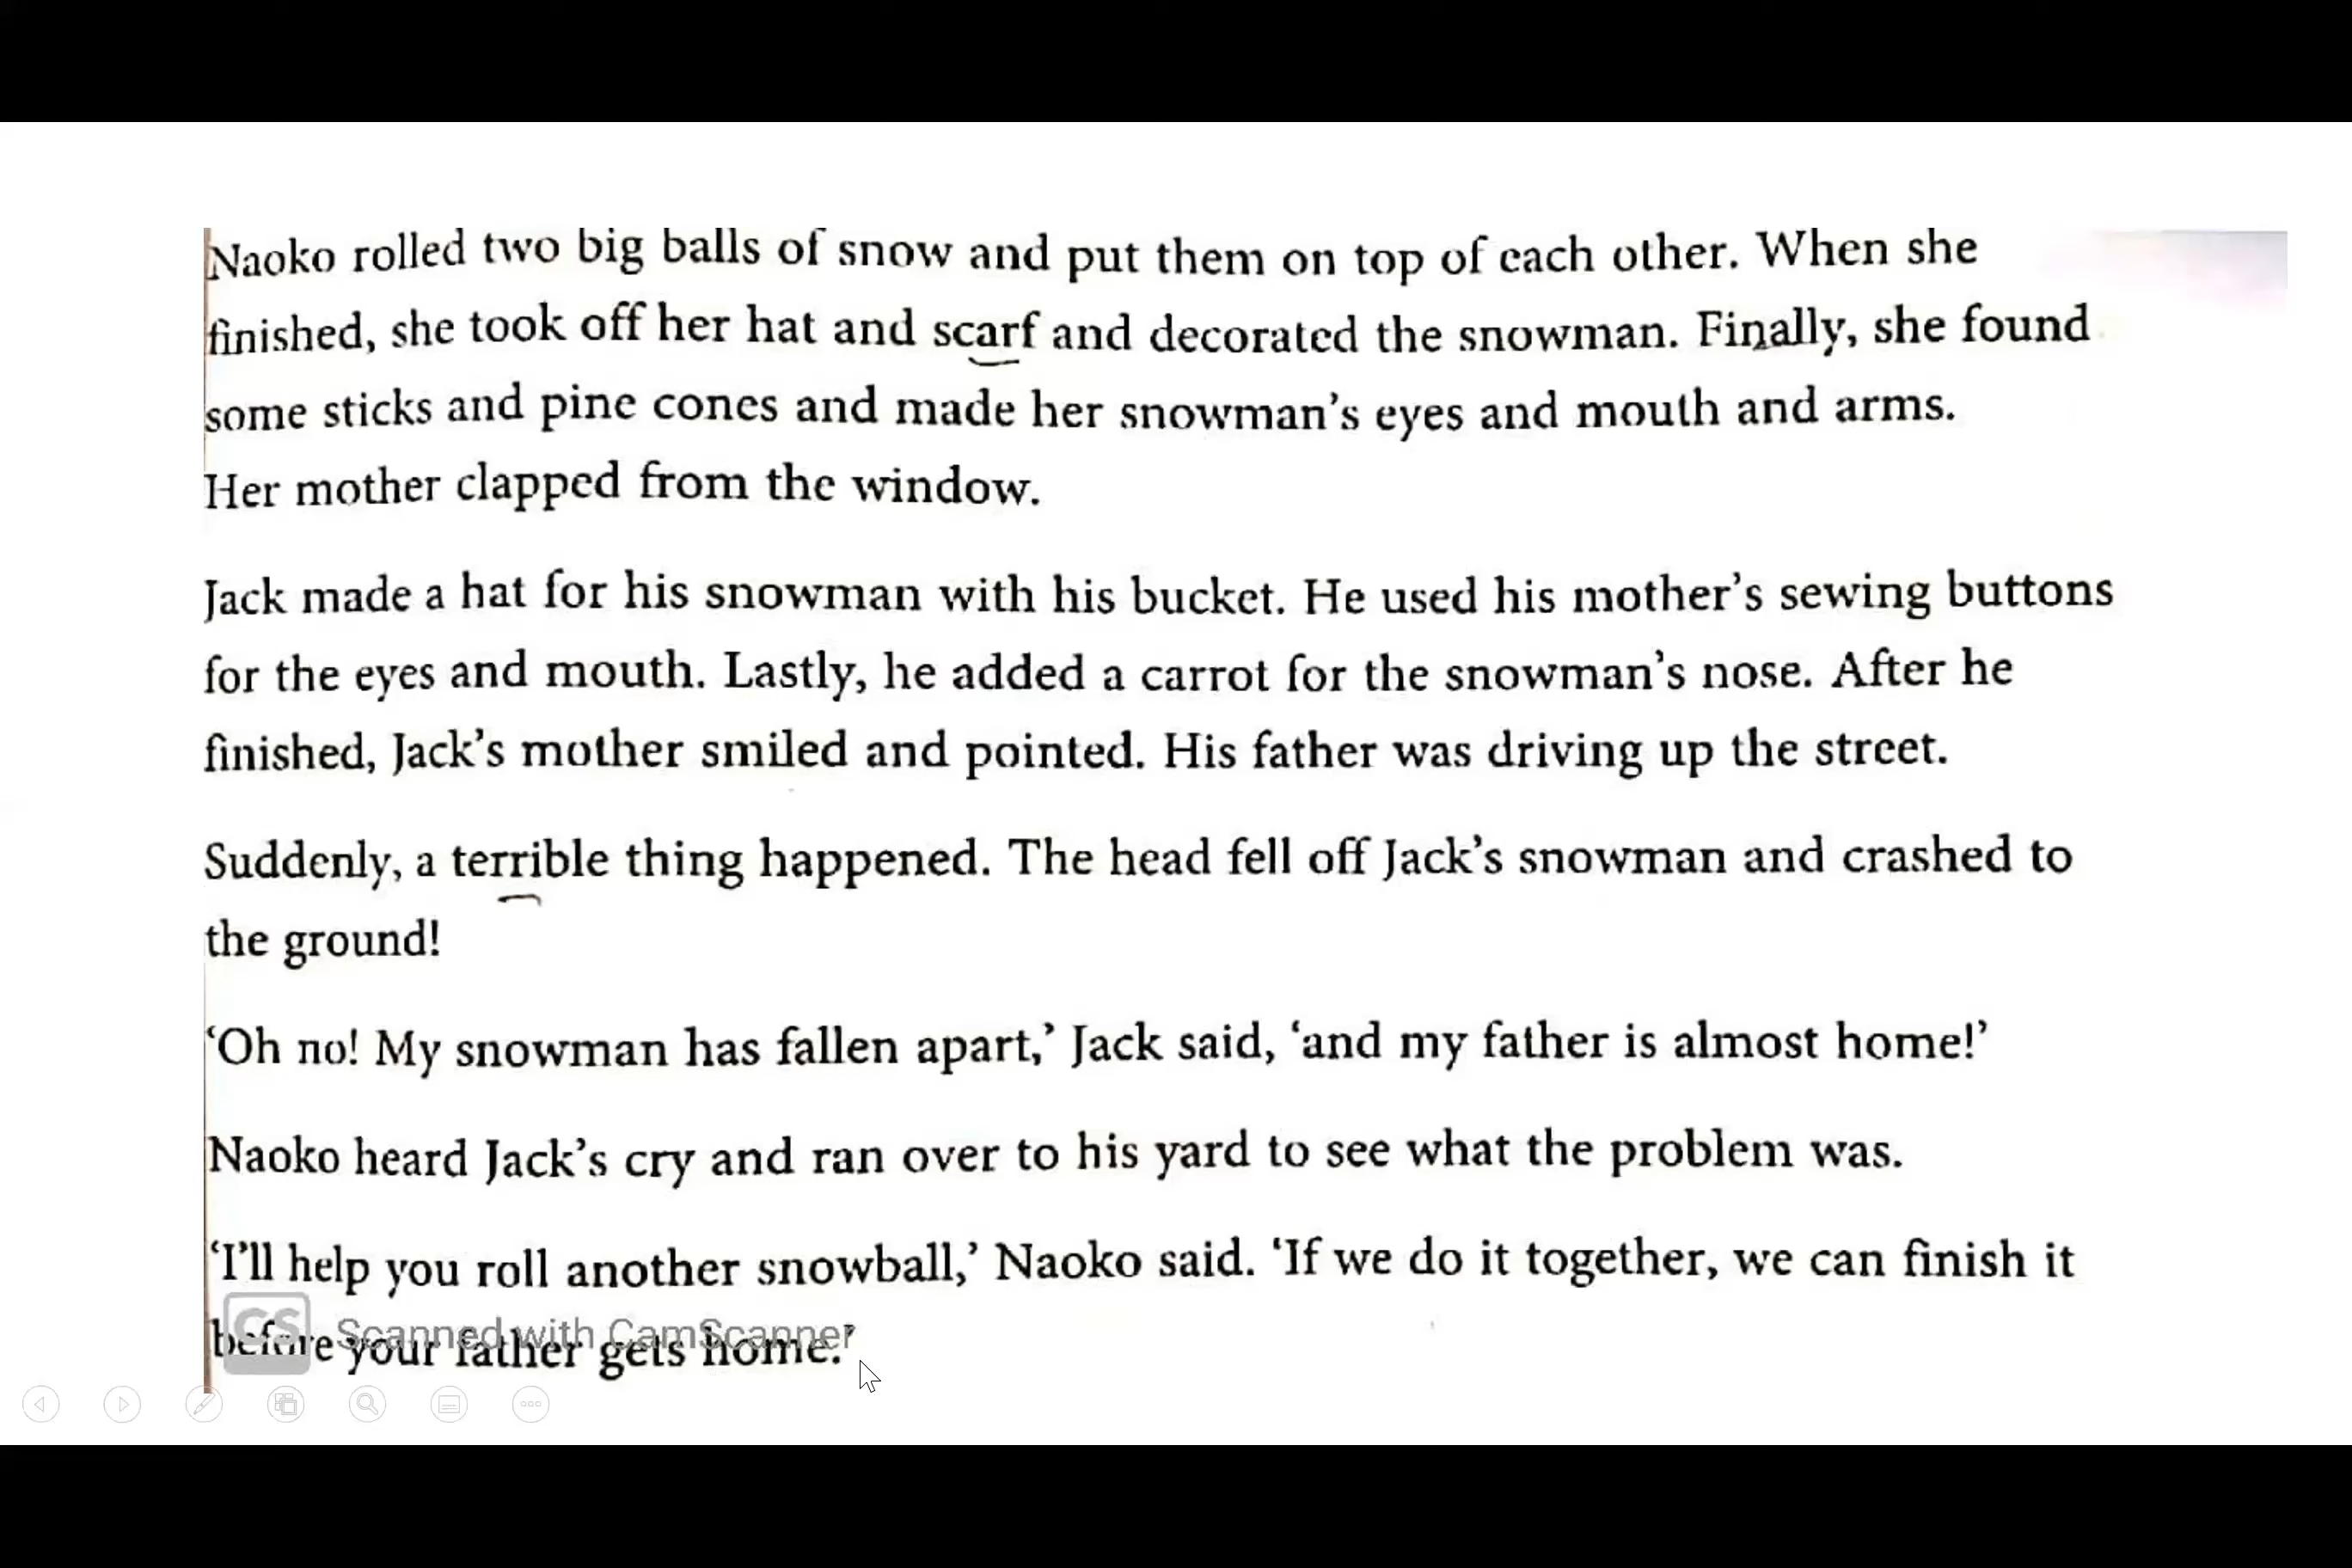 Naoko rolled two big balls of snow and put them on top of each other. When she
finished, she took off her hat and scarf and decorated the snowman. Finally, she found
some sticks and pine cones and made her snowman's eyes and mouth and arms.
Her mother clapped from the window.
Jack made a hat for his snowman with his bucket. He used his mother's sewing buttons
for the eyes and mouth. Lastly, he added a carrot for the snowman's nose. After he
finished, Jack's mother smiled and pointed. His father was driving up the street.
Suddenly, a terrible thing happened. The head fell off Jack's snowman and crashed to
the ground!
‘Oh no! My snowman has fallen apart,’ Jack said, ‘and my father is almost home!’
Naoko heard Jack's cry and ran over to his yard to see what the problem was.
‘I'll help you roll another snowball,’ Naoko said. ‘If we do it together, we can finish it
before your father gets home.’
CS Scanned with CamScanner